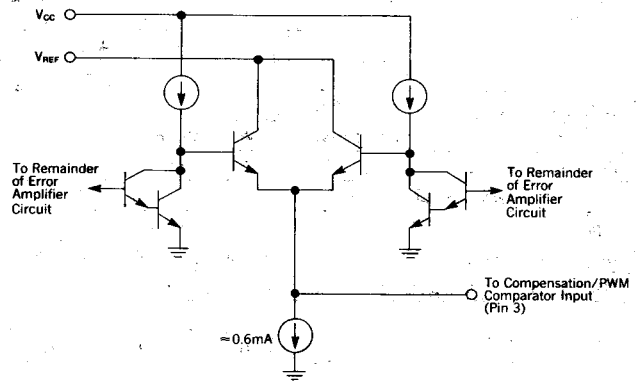 VCC
VREF
To Remainder
of Error
Amplifier
Circuit
To Remainder
of Error
Amplifier
Circuit
To Compensation/PWM
Comparator Input
(Pin 3)
≈0.6mA